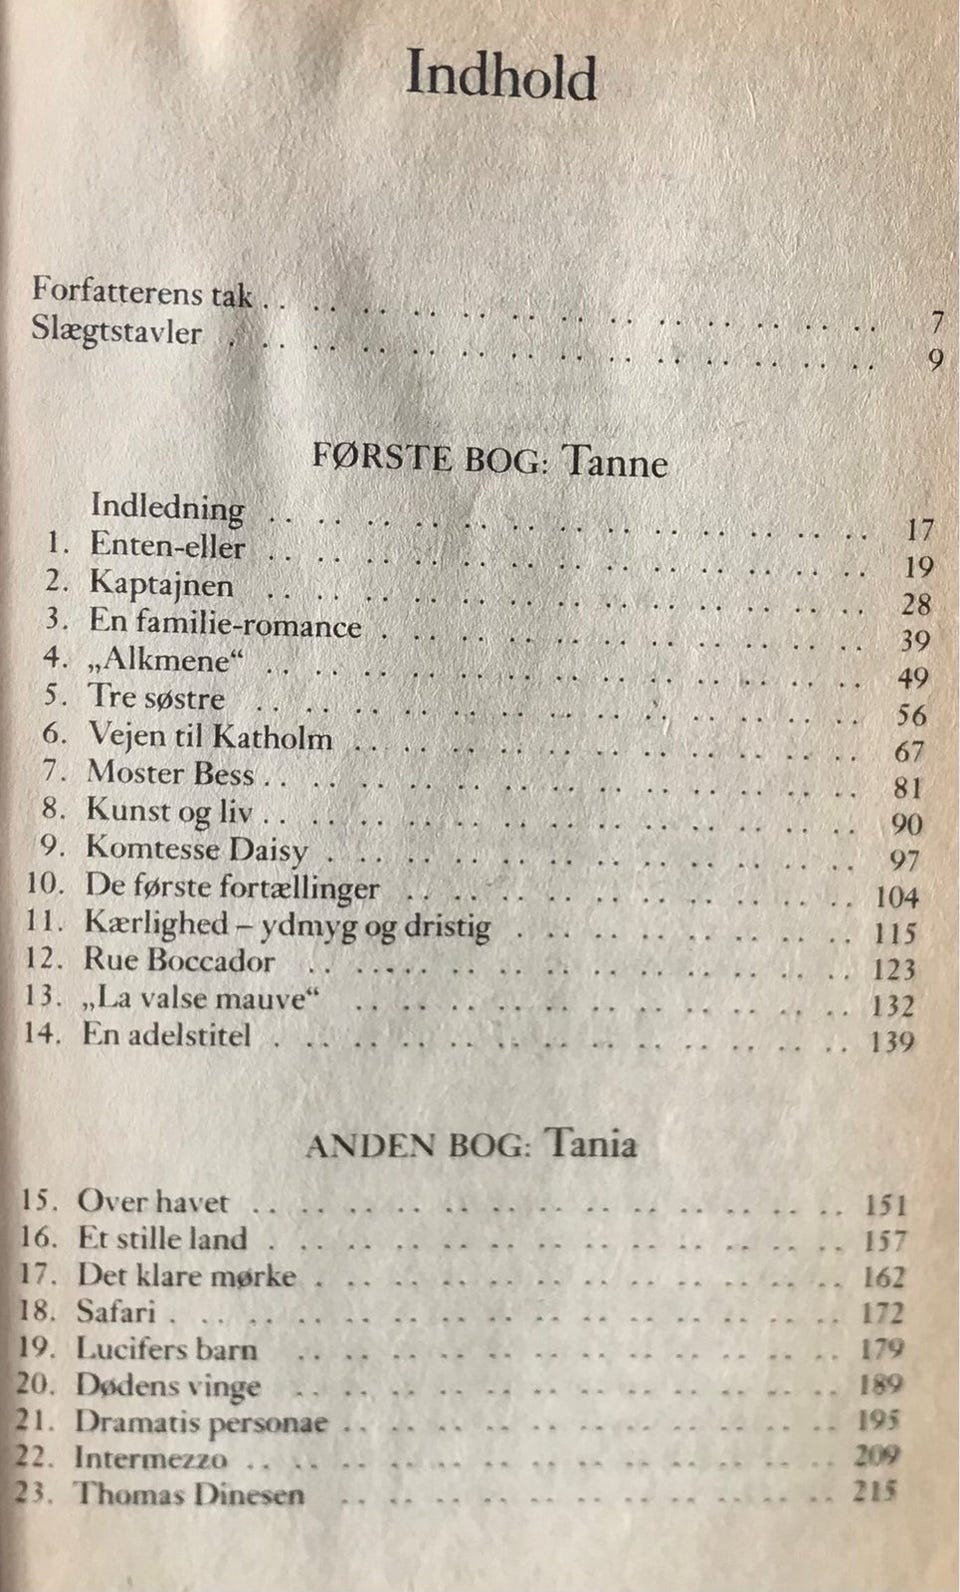 Indhold
Forfatterens tak . . . . . . . . . . . . . . . . . . . . . . . . . . 7
Slægtstavler . . . . . . . . . . . . . . . . . . . . . . . . . . . 9
FØRSTE BOG: Tanne
Indledning . . . . . . . . . . . . . . . . . . . . . . . . . . 17
1. Enten-eller . . . . . . . . . . . . . . . . . . . . . . . . . . 19
2. Kaptajnen . . . . . . . . . . . . . . . . . . . . . . . . . . 28
3. En familie-romance . . . . . . . . . . . . . . . . . . . . . 39
4. „Alkmene“ . . . . . . . . . . . . . . . . . . . . . . . . . . 49
5. Tre søstre . . . . . . . . . . . . . . . . . . . . . . . . . . 56
6. Vejen til Katholm . . . . . . . . . . . . . . . . . . . . . . 67
7. Moster Bess . . . . . . . . . . . . . . . . . . . . . . . . . . 81
8. Kunst og liv . . . . . . . . . . . . . . . . . . . . . . . . . . 90
9. Komtesse Daisy . . . . . . . . . . . . . . . . . . . . . . . 97
10. De første fortællinger . . . . . . . . . . . . . . . . . . . . 104
11. Kærlighed – ydmyg og dristig . . . . . . . . . . . . . . . 115
12. Rue Boccador . . . . . . . . . . . . . . . . . . . . . . . . 123
13. „La valse mauve“ . . . . . . . . . . . . . . . . . . . . . . 132
14. En adelstitel . . . . . . . . . . . . . . . . . . . . . . . . . 139
ANDEN BOG: Tania
15. Over havet . . . . . . . . . . . . . . . . . . . . . . . . . . 151
16. Et stille land . . . . . . . . . . . . . . . . . . . . . . . . . 157
17. Det klare mørke . . . . . . . . . . . . . . . . . . . . . . . 162
18. Safari . . . . . . . . . . . . . . . . . . . . . . . . . . . . . 172
19. Lucifers barn . . . . . . . . . . . . . . . . . . . . . . . . 179
20. Dødens vinge . . . . . . . . . . . . . . . . . . . . . . . . 189
21. Dramatis personae . . . . . . . . . . . . . . . . . . . . . . 195
22. Intermezzo . . . . . . . . . . . . . . . . . . . . . . . . . . 209
23. Thomas Dinesen . . . . . . . . . . . . . . . . . . . . . . 215